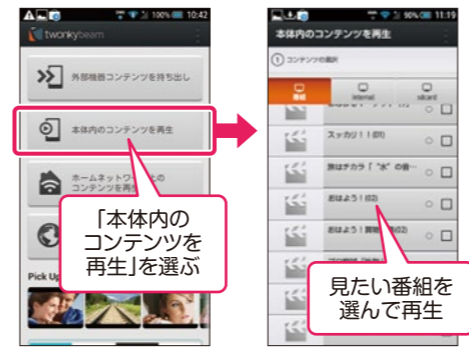 100% 10:42
twonkybeam
外部機器コンテンツを持ち出し
本体内のコンテンツを再生
ホームネットワーク上の
コンテンツを再生
「本体内の
コンテンツを
再生」を選ぶ
Pick Up
90% 11:19
本体内のコンテンツを再生
1 コンテンツの選択
番組
internal
sdcard
スッキリ!!(01)
旅はチカラ「"水"の音…
おはよう!(02)
おはよう!
(02)
見たい番組を
選んで再生